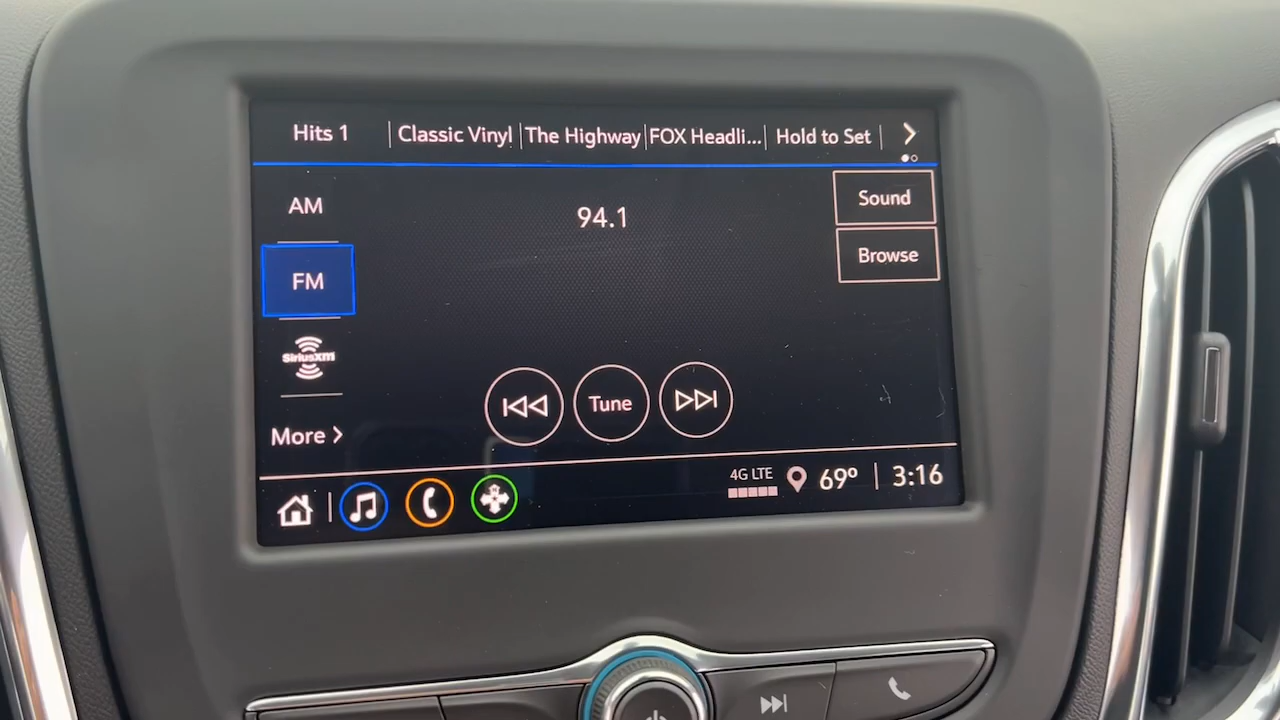 Hits 1 Classic Vinyl The Highway FOX Headli... Hold to Set
AM
94.1
Sound
FM
Browse
SiriusXM
Tune
More
4G LTE
69° 3:16